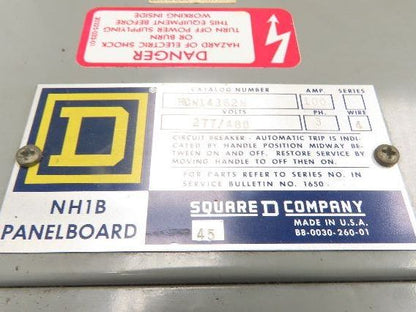 DANGER
HAZARD OF ELECTRIC SHOCK
OR BURN
TURN OFF POWER SUPPLYING
THIS EQUIPMENT BEFORE
WORKING INSIDE
CATALOG NUMBER AMP. SERIES
400
VOLTS PH. WIRE
277/480 3 4
CIRCUIT BREAKER - AUTOMATIC TRIP IS INDI-
CATED BY HANDLE POSITION MIDWAY BE-
TWEEN ON AND OFF. RESTORE SERVICE BY
MOVING HANDLE TO OFF THEN ON.
FOR PARTS REFER TO SERIES NO. IN
SERVICE BULLETIN NO. 1650.
D
NH1B
PANELBOARD
SQUARE D COMPANY
MADE IN U.S.A.
45
BB-0030-260-01